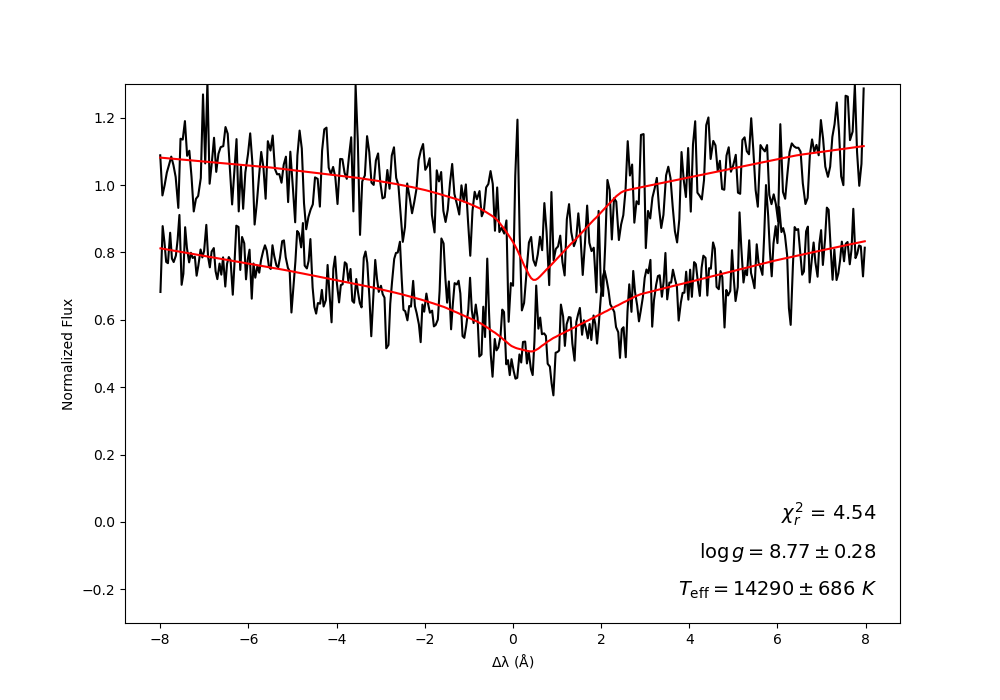 1.2
1.0
0.8
0.6
0.4
0.2
0.0
−0.2
Normalized Flux
χ²ᵣ = 4.54
log g = 8.77 ± 0.28
T_eff = 14290 ± 686 K
−8 −6 −4 −2 0 2 4 6 8
Δλ (Å)